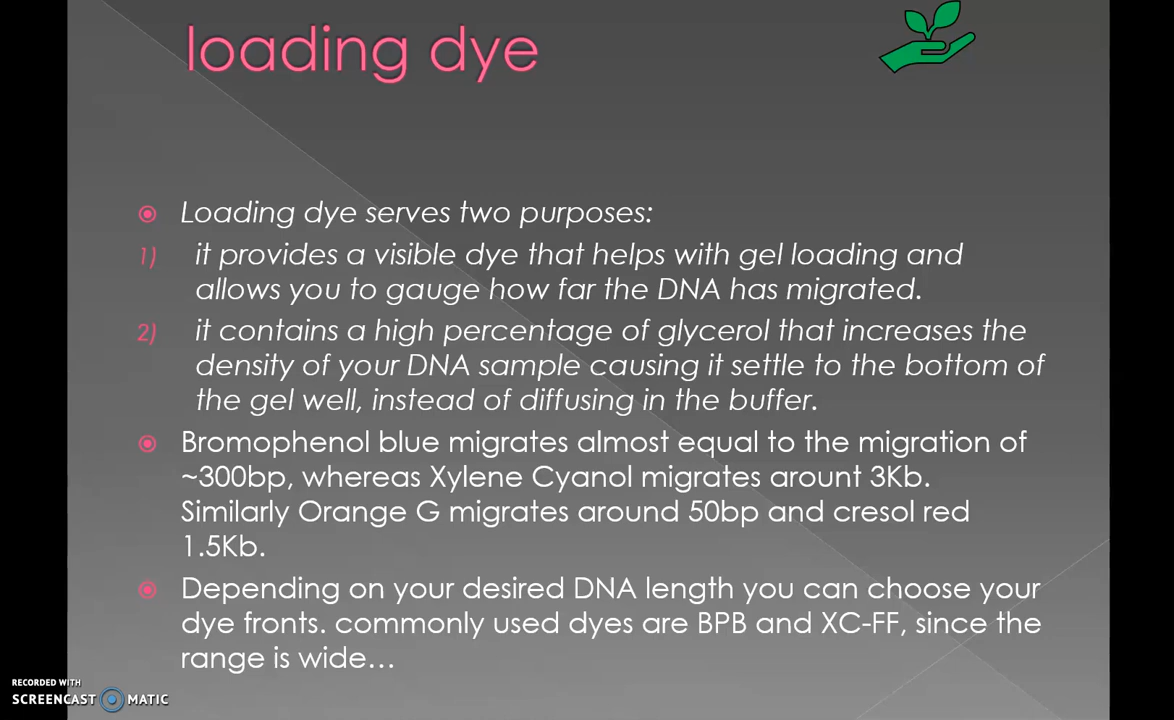 loading dye
Loading dye serves two purposes:
1) it provides a visible dye that helps with gel loading and
allows you to gauge how far the DNA has migrated.
2) it contains a high percentage of glycerol that increases the
density of your DNA sample causing it settle to the bottom of
the gel well, instead of diffusing in the buffer.
Bromophenol blue migrates almost equal to the migration of
~300bp, whereas Xylene Cyanol migrates around 3Kb.
Similarly Orange G migrates around 50bp and cresol red
1.5Kb.
Depending on your desired DNA length you can choose your
dye fronts. commonly used dyes are BPB and XC-FF, since the
range is wide...
RECORDED WITH
SCREENCAST MATIC